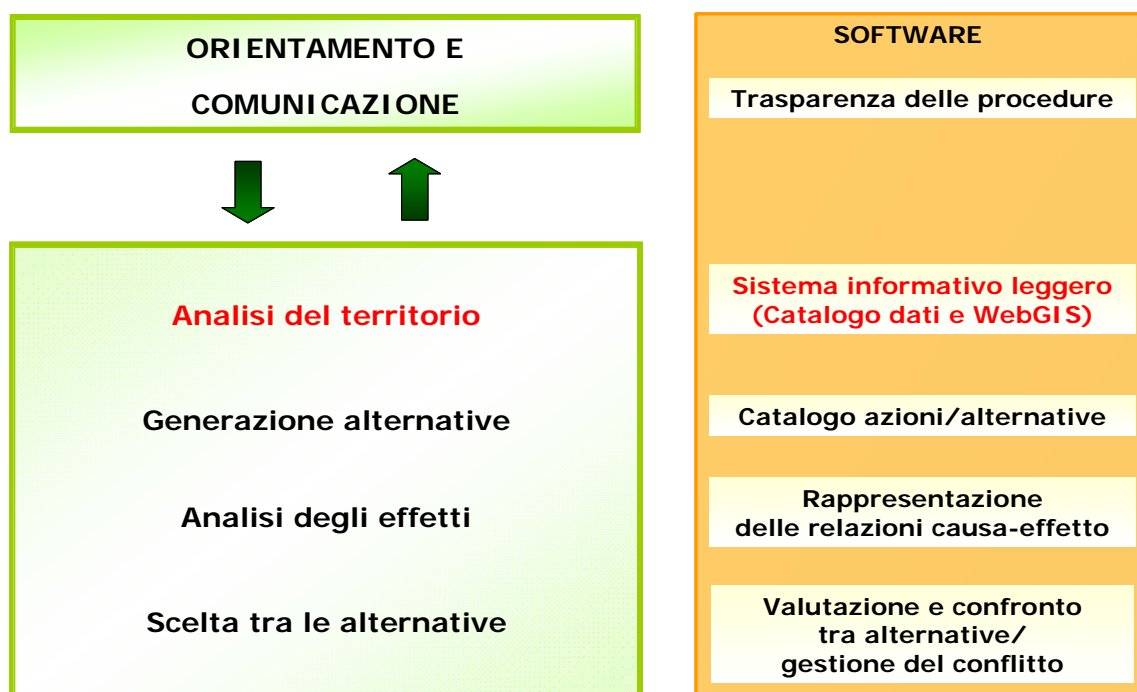 ORIENTAMENTO E
COMUNICAZIONE
Analisi del territorio
Generazione alternative
Analisi degli effetti
Scelta tra le alternative
SOFTWARE
Trasparenza delle procedure
Sistema informativo leggero
(Catalogo dati e WebGIS)
Catalogo azioni/alternative
Rappresentazione
delle relazioni causa-effetto
Valutazione e confronto
tra alternative/
gestione del conflitto